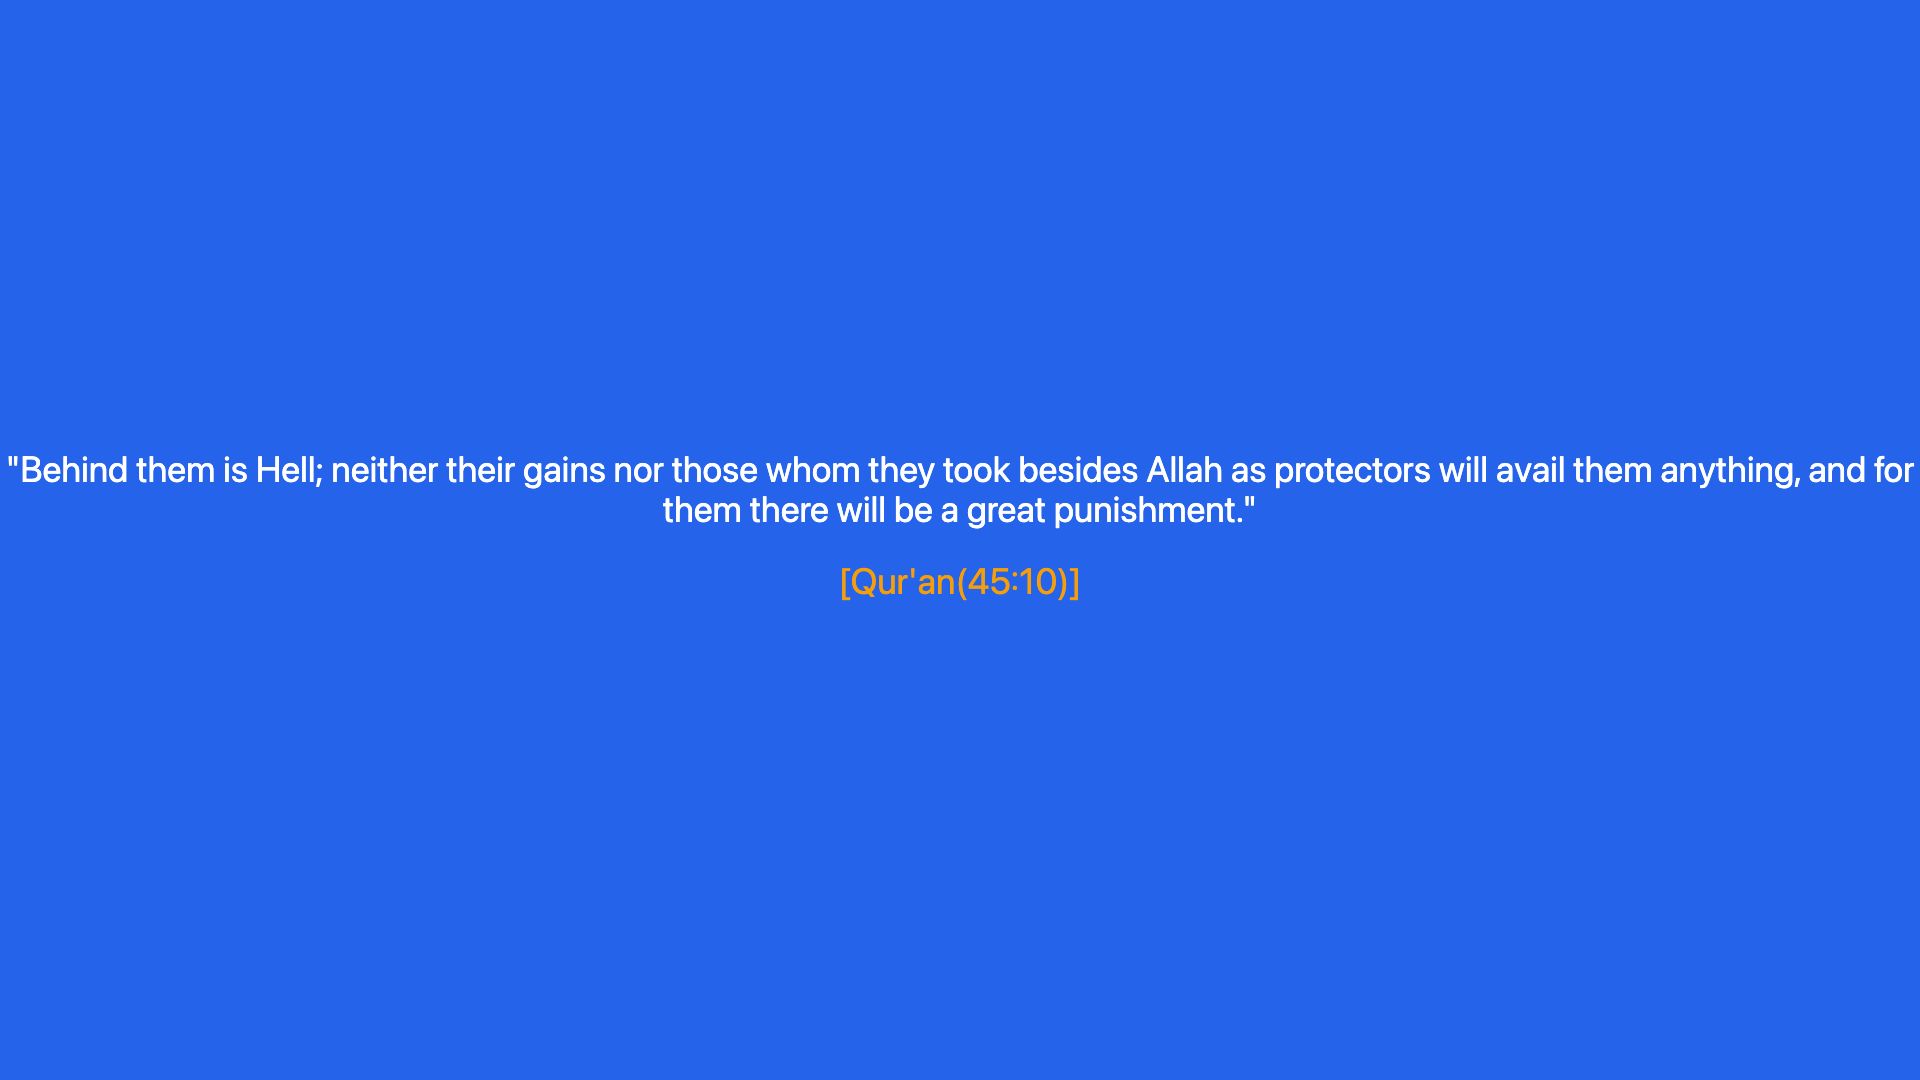 "Behind them is Hell; neither their gains nor those whom they took besides Allah as protectors will avail them anything, and for
them there will be a great punishment."
[Qur'an(45:10)]